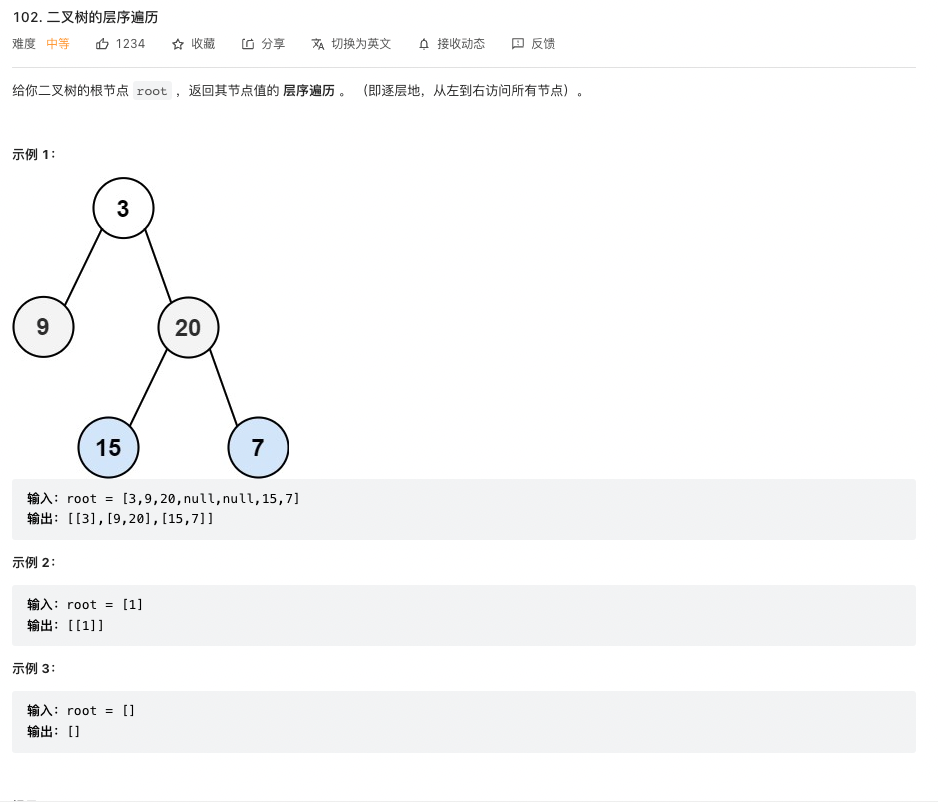 102. 二叉树的层序遍历
难度 中等 1234 收藏 分享 切换为英文 接收动态 反馈
给你二叉树的根节点 root ，返回其节点值的 层序遍历 。 （即逐层地，从左到右访问所有节点）。
示例 1：
3
9
20
15
7
输入：root = [3,9,20,null,null,15,7]
输出：[[3],[9,20],[15,7]]
示例 2：
输入：root = [1]
输出：[[1]]
示例 3：
输入：root = []
输出：[]